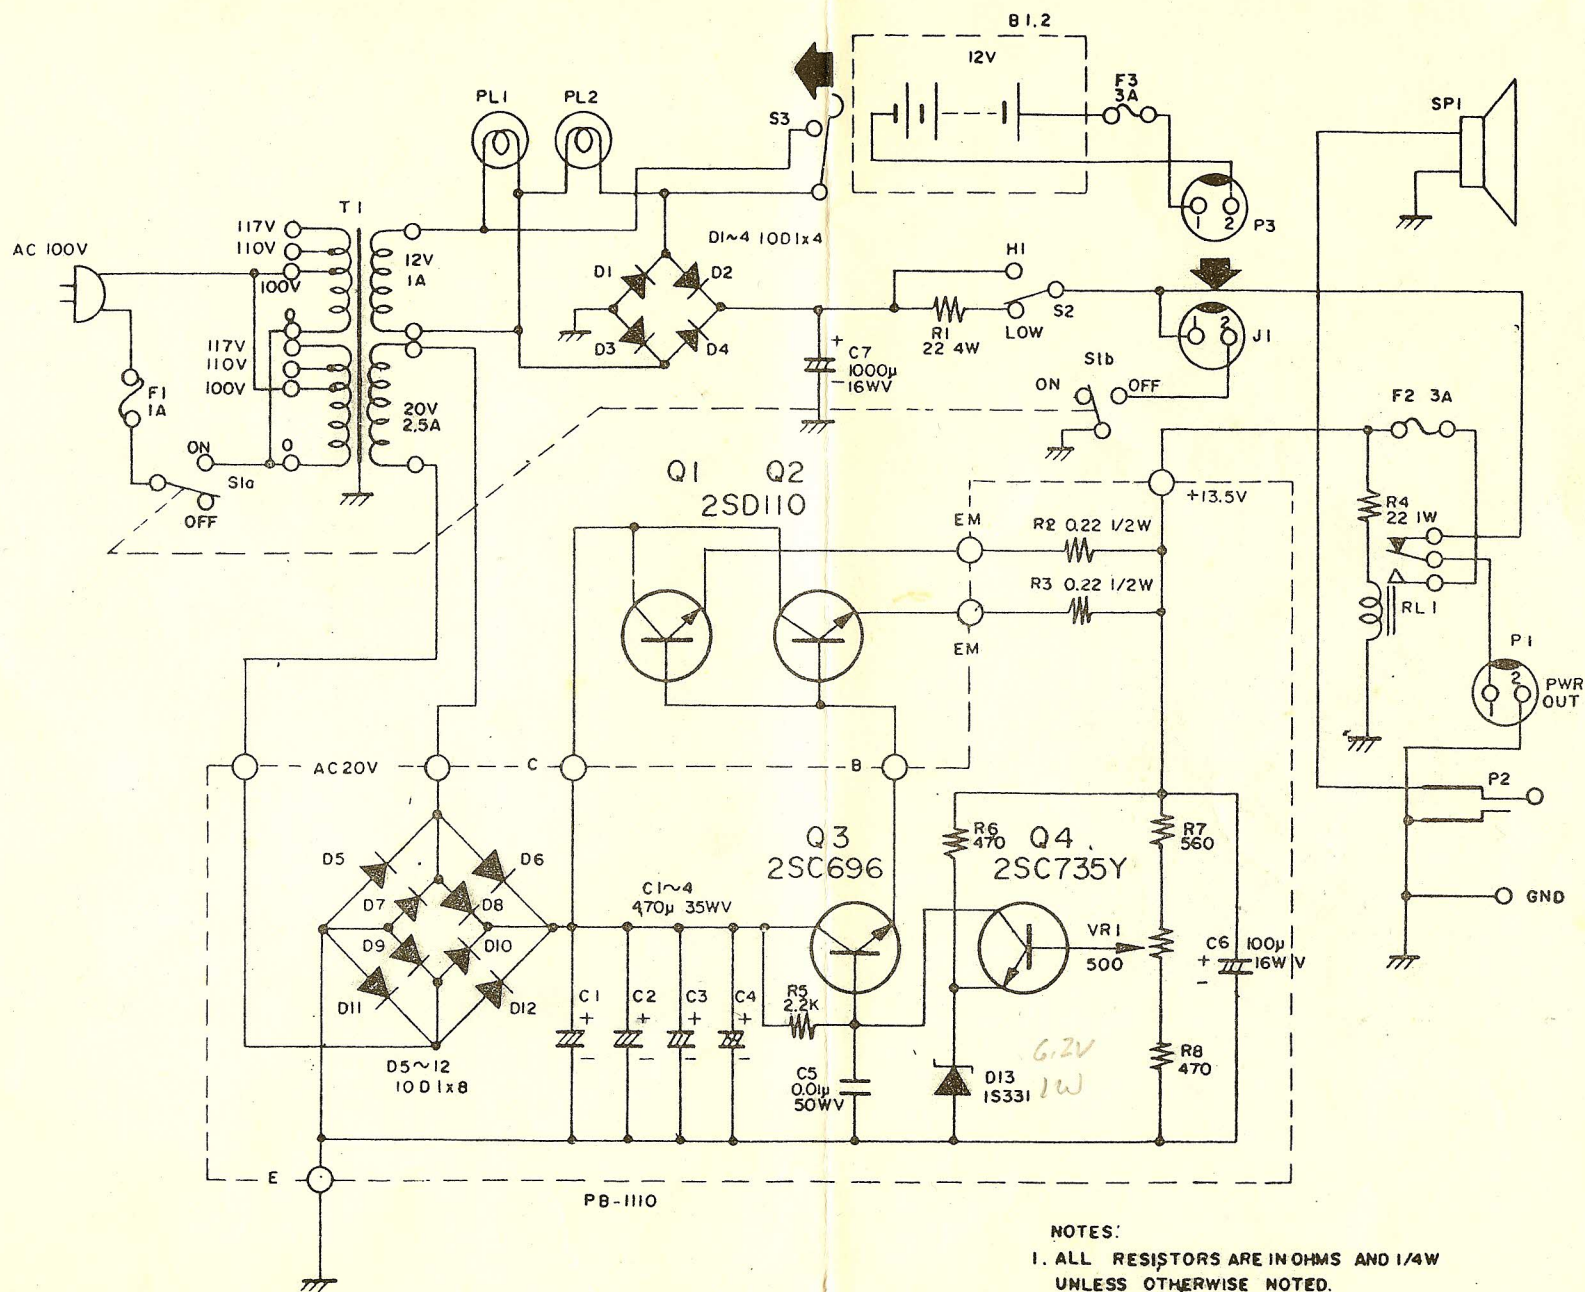 B1.2
12V
F3
3A
SP1
PL1
PL2
S3
P3
1
2
T1
117V
110V
100V
0
12V
1A
AC 100V
D1~4 10D1x4
D1
D2
D3
D4
H1
S2
LOW
R1
22 4W
1
2
J1
C7
1000µ
16WV
+
-
117V
110V
100V
0
20V
2.5A
F1
1A
S1b
ON
OFF
F2 3A
ON
S1a
OFF
Q1
Q2
2SD110
+13.5V
EM
R2 0.22 1/2W
R3 0.22 1/2W
EM
R4
22 1W
RL1
P1
1
2
PWR
OUT
AC20V
C
B
P2
Q3
2SC696
R6
470
Q4
2SC735Y
R7
560
D5
D6
D7
D8
D9
D10
D11
D12
C1~4
470µ 35WV
GND
VR1
500
C6
100µ
16WV
+
-
C1
+
-
C2
+
-
C3
+
-
C4
+
-
R5
2.2K
D5~12
10D1x8
C5
0.01µ
50WV
D13
1S331
6.2V
1W
R8
470
E
PB-1110
NOTES:
1. ALL RESISTORS ARE IN OHMS AND 1/4W
UNLESS OTHERWISE NOTED.